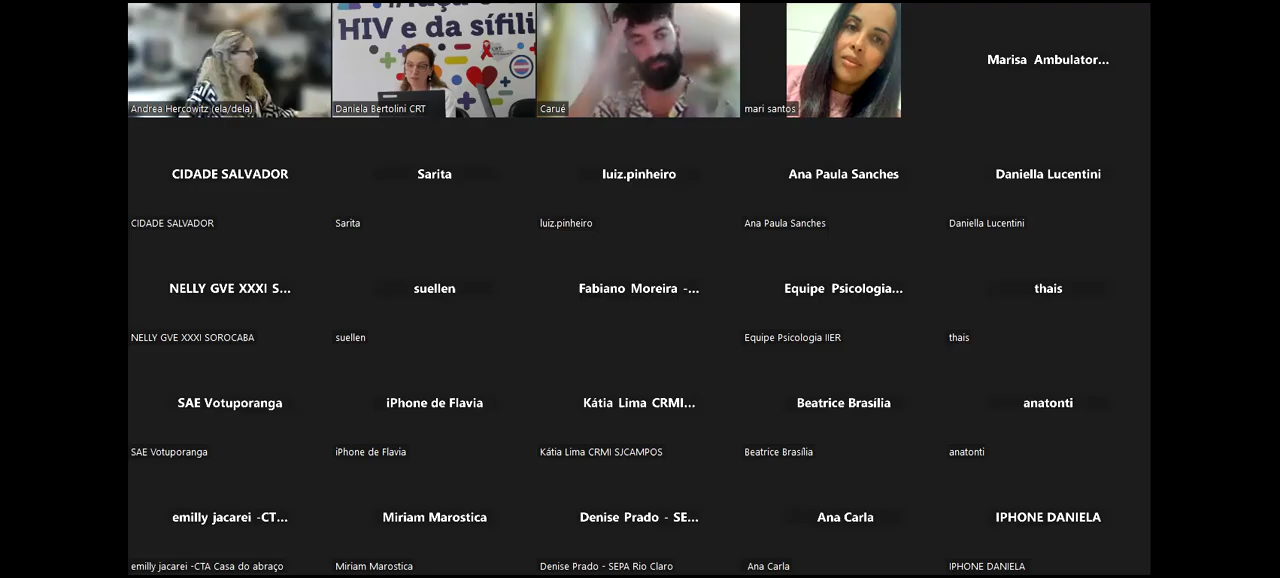 HIV e da sífili
CRT
Andrea Hercowitz (ela/dela)
Daniela Bertolini CRT
Carué
mari santos
Marisa Ambulator...
CIDADE SALVADOR
Sarita
luiz.pinheiro
Ana Paula Sanches
Daniella Lucentini
CIDADE SALVADOR
Sarita
luiz.pinheiro
Ana Paula Sanches
Daniella Lucentini
NELLY GVE XXXI S...
suellen
Fabiano Moreira -...
Equipe Psicologia...
thais
NELLY GVE XXXI SOROCABA
suellen
Equipe Psicologia IIER
thais
SAE Votuporanga
iPhone de Flavia
Kátia Lima CRMI...
Beatrice Brasília
anatonti
SAE Votuporanga
iPhone de Flavia
Kátia Lima CRMI SJCAMPOS
Beatrice Brasília
anatonti
emilly jacarei -CT...
Miriam Marostica
Denise Prado - SE...
Ana Carla
IPHONE DANIELA
emilly jacarei -CTA Casa do abraço
Miriam Marostica
Denise Prado - SEPA Rio Claro
Ana Carla
IPHONE DANIELA